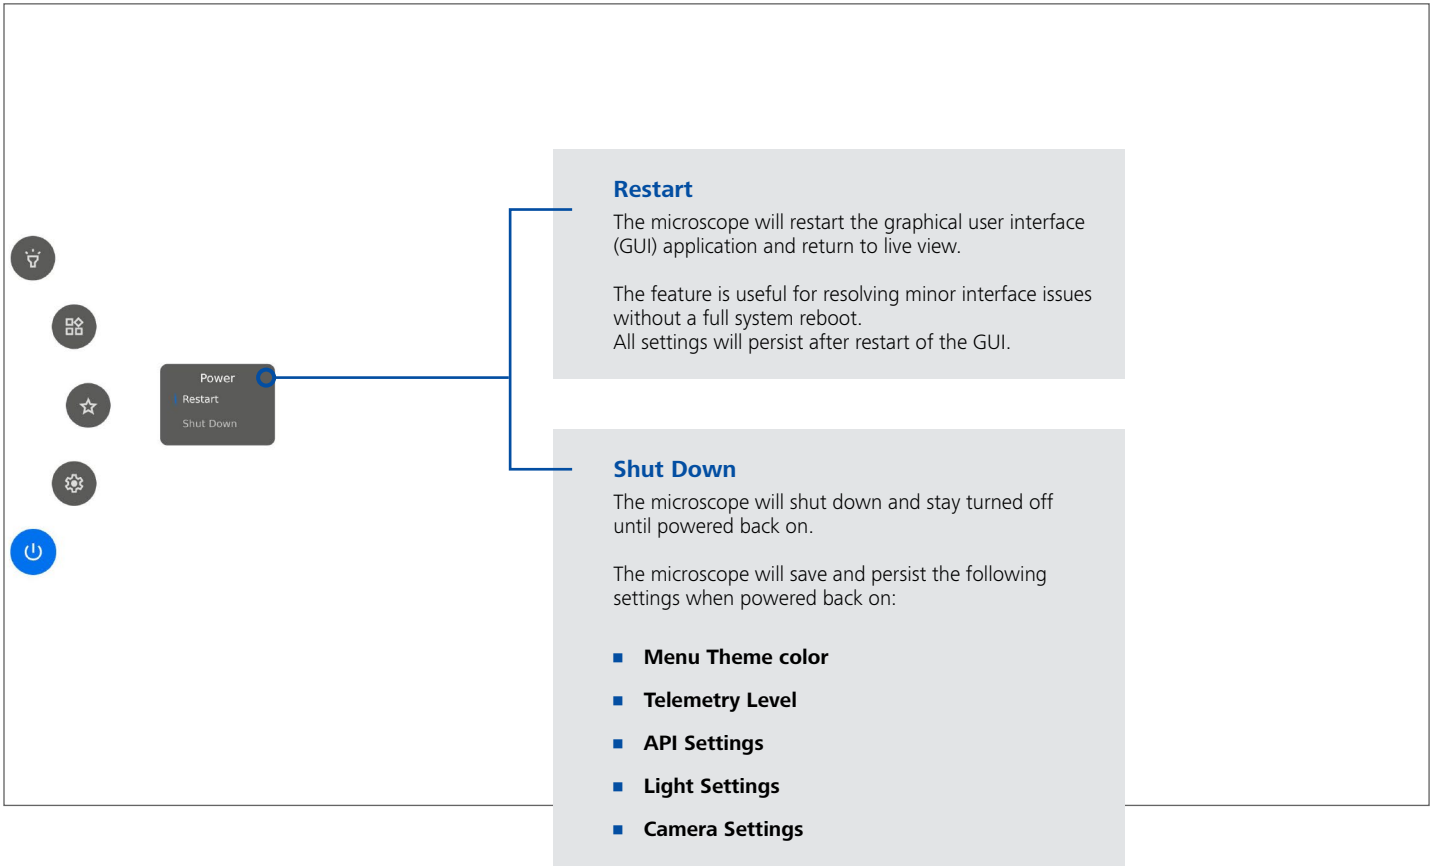 Power
Restart
Shut Down
Restart
The microscope will restart the graphical user interface
(GUI) application and return to live view.
The feature is useful for resolving minor interface issues
without a full system reboot.
All settings will persist after restart of the GUI.
Shut Down
The microscope will shut down and stay turned off
until powered back on.
The microscope will save and persist the following
settings when powered back on:
Menu Theme color
Telemetry Level
API Settings
Light Settings
Camera Settings